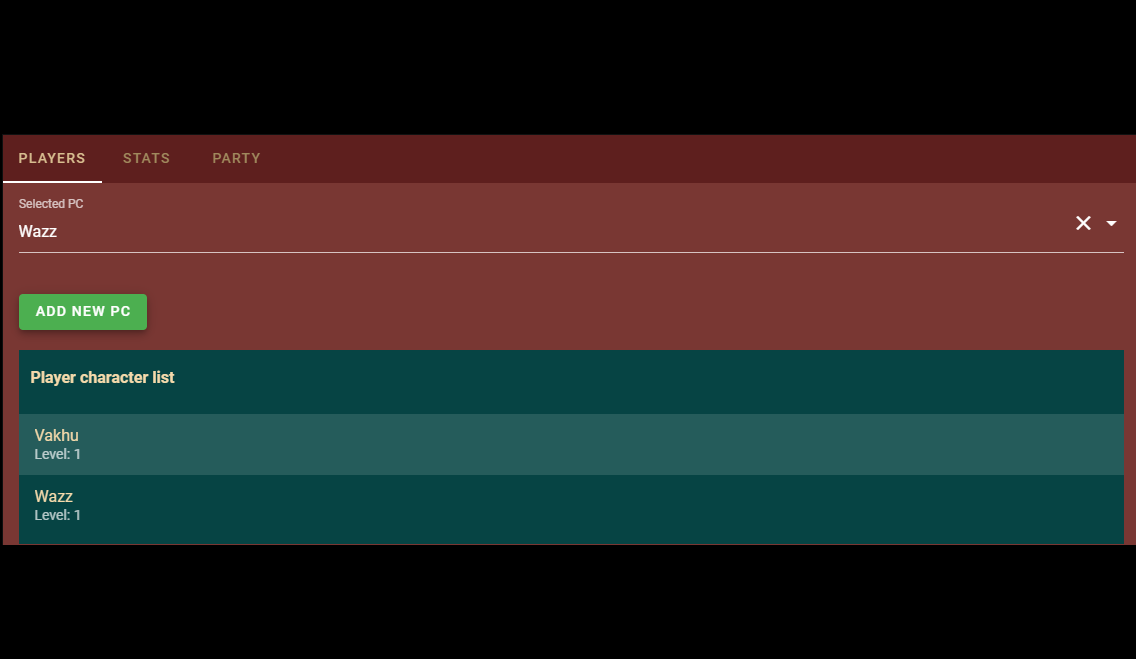 PLAYERS STATS PARTY
Selected PC
Wazz
ADD NEW PC
Player character list
Vakhu
Level: 1
Wazz
Level: 1